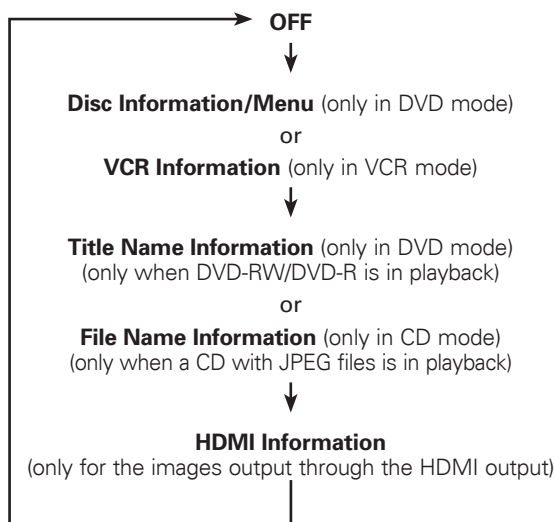 OFF
Disc Information/Menu (only in DVD mode)
or
VCR Information (only in VCR mode)
Title Name Information (only in DVD mode)
(only when DVD-RW/DVD-R is in playback)
or
File Name Information (only in CD mode)
(only when a CD with JPEG files is in playback)
HDMI Information
(only for the images output through the HDMI output)